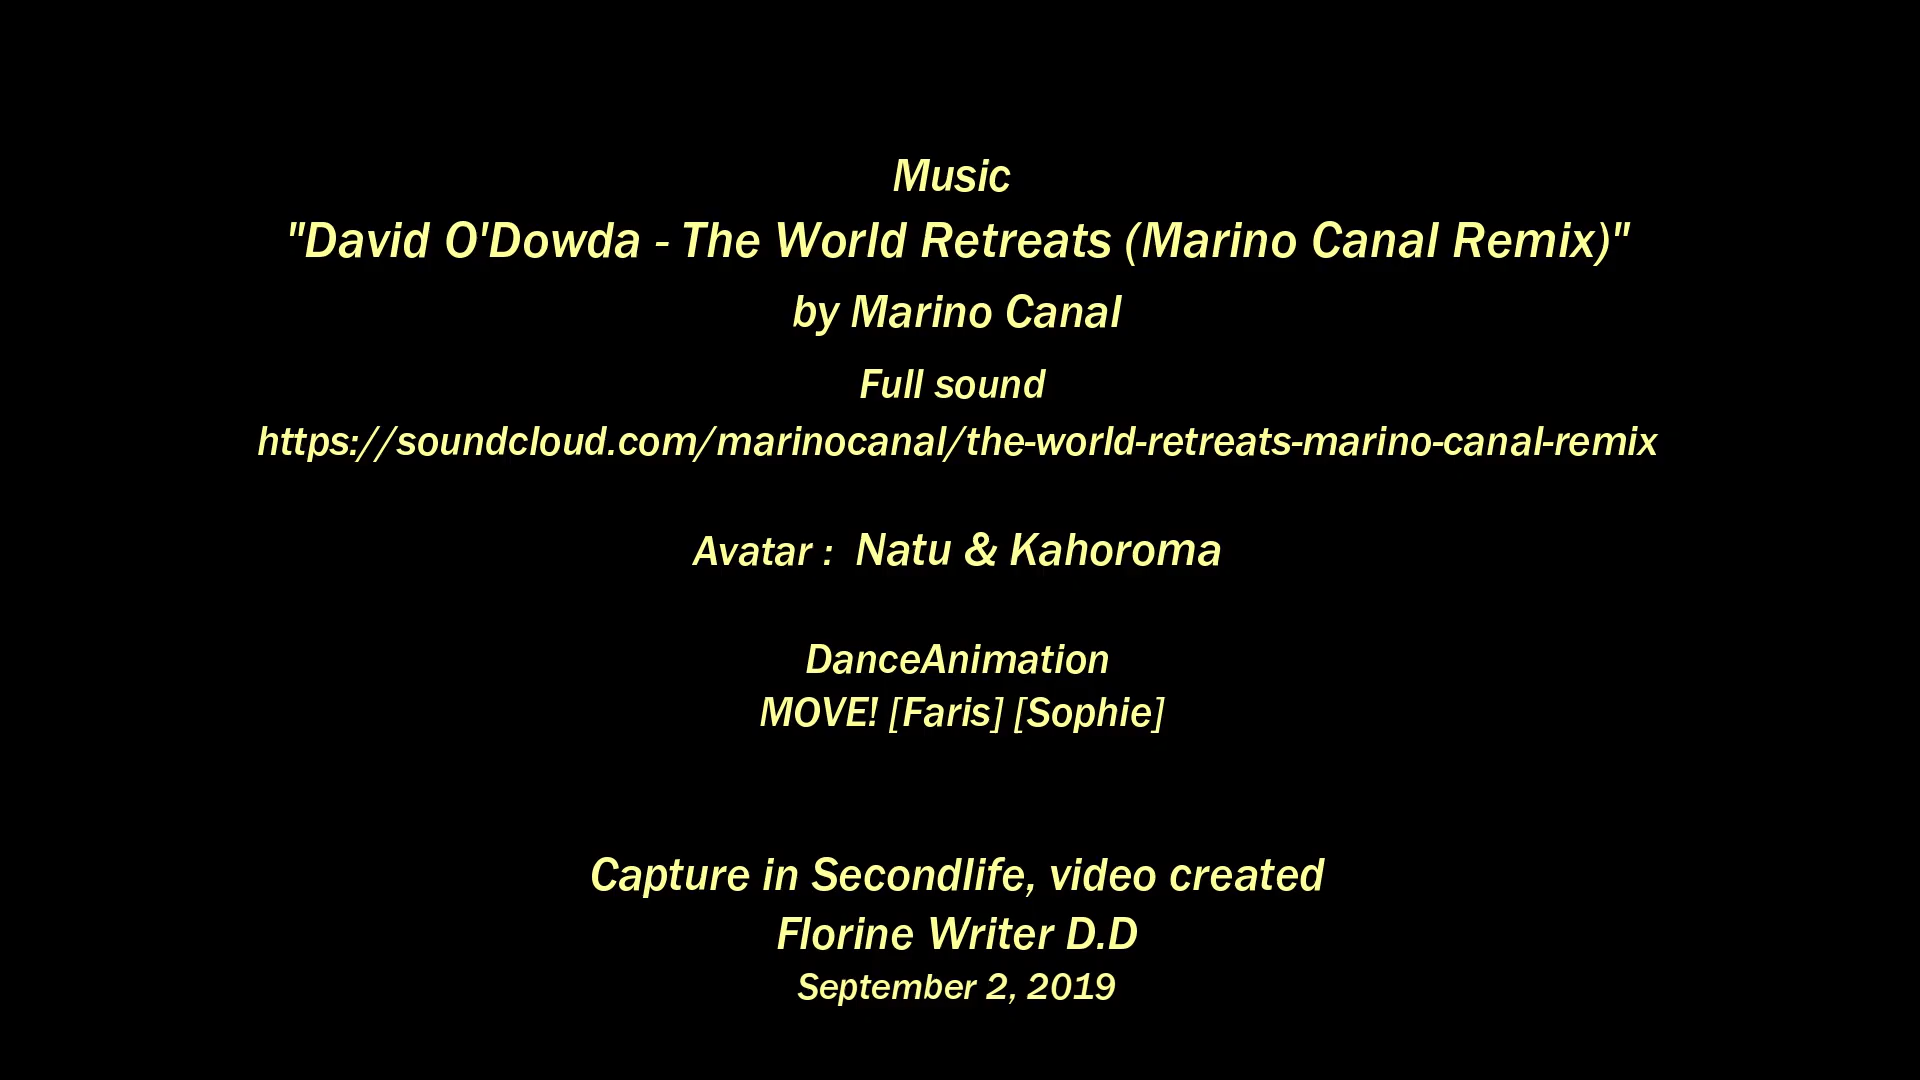 Music
"David O'Dowda - The World Retreats (Marino Canal Remix)"
by Marino Canal
Full sound
https://soundcloud.com/marinocanal/the-world-retreats-marino-canal-remix
Avatar :  Natu & Kahoroma
DanceAnimation
MOVE! [Faris] [Sophie]
Capture in Secondlife, video created
Florine Writer D.D
September 2, 2019